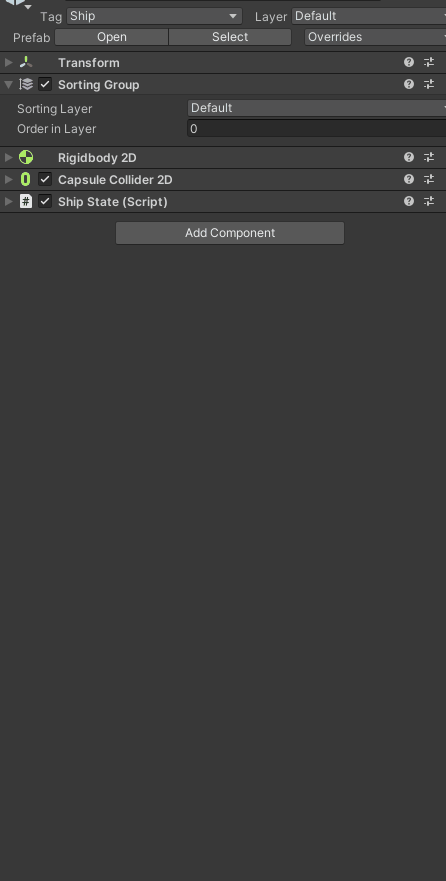 Tag Ship Layer Default
Prefab Open Select Overrides
Transform
Sorting Group
Sorting Layer Default
Order in Layer 0
Rigidbody 2D
Capsule Collider 2D
# Ship State (Script)
Add Component